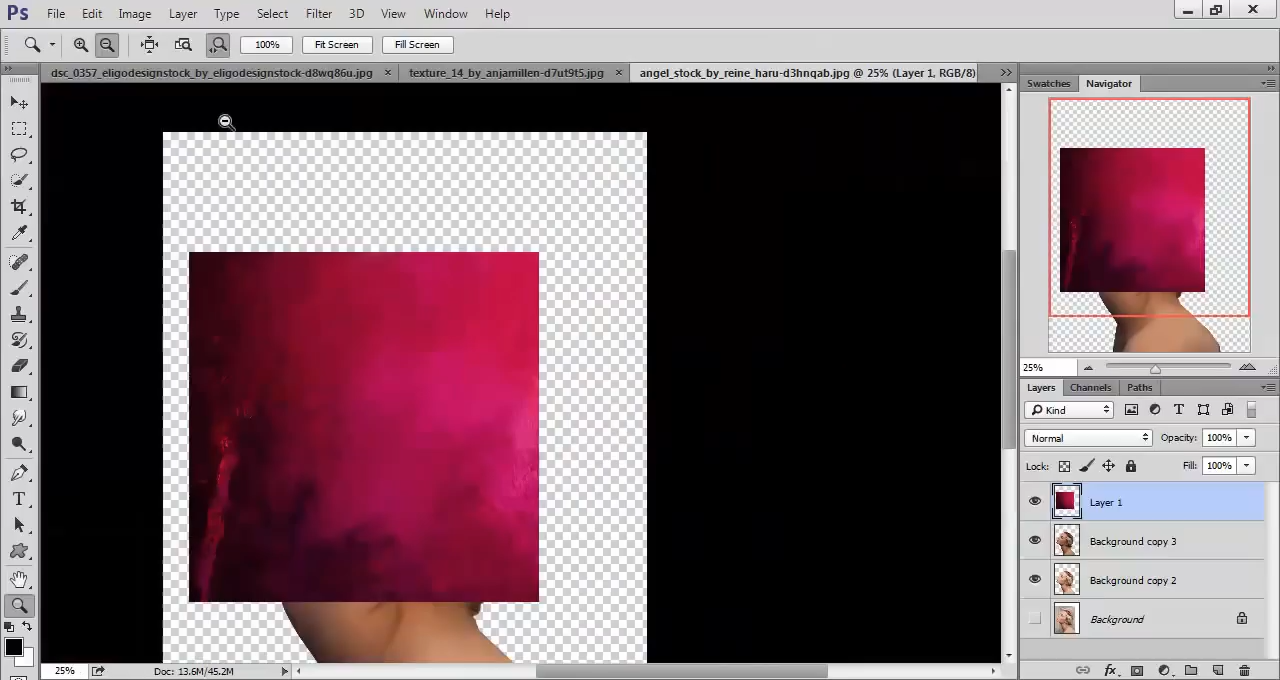 Ps File Edit Image Layer Type Select Filter 3D View Window Help
100% Fit Screen Fill Screen
dsc_0357_eligodesignstock_by_eligodesignstock-d8wq86u.jpg × texture_14_by_anjamillen-d7ut9t5.jpg × angel_stock_by_reine_haru-d3hnqab.jpg @ 25% (Layer 1, RGB/8)
Swatches Navigator
25%
Layers Channels Paths
Kind
Normal Opacity: 100%
Lock: Fill: 100%
Layer 1
Background copy 3
Background copy 2
Background
25% Doc: 13.6M/45.2M